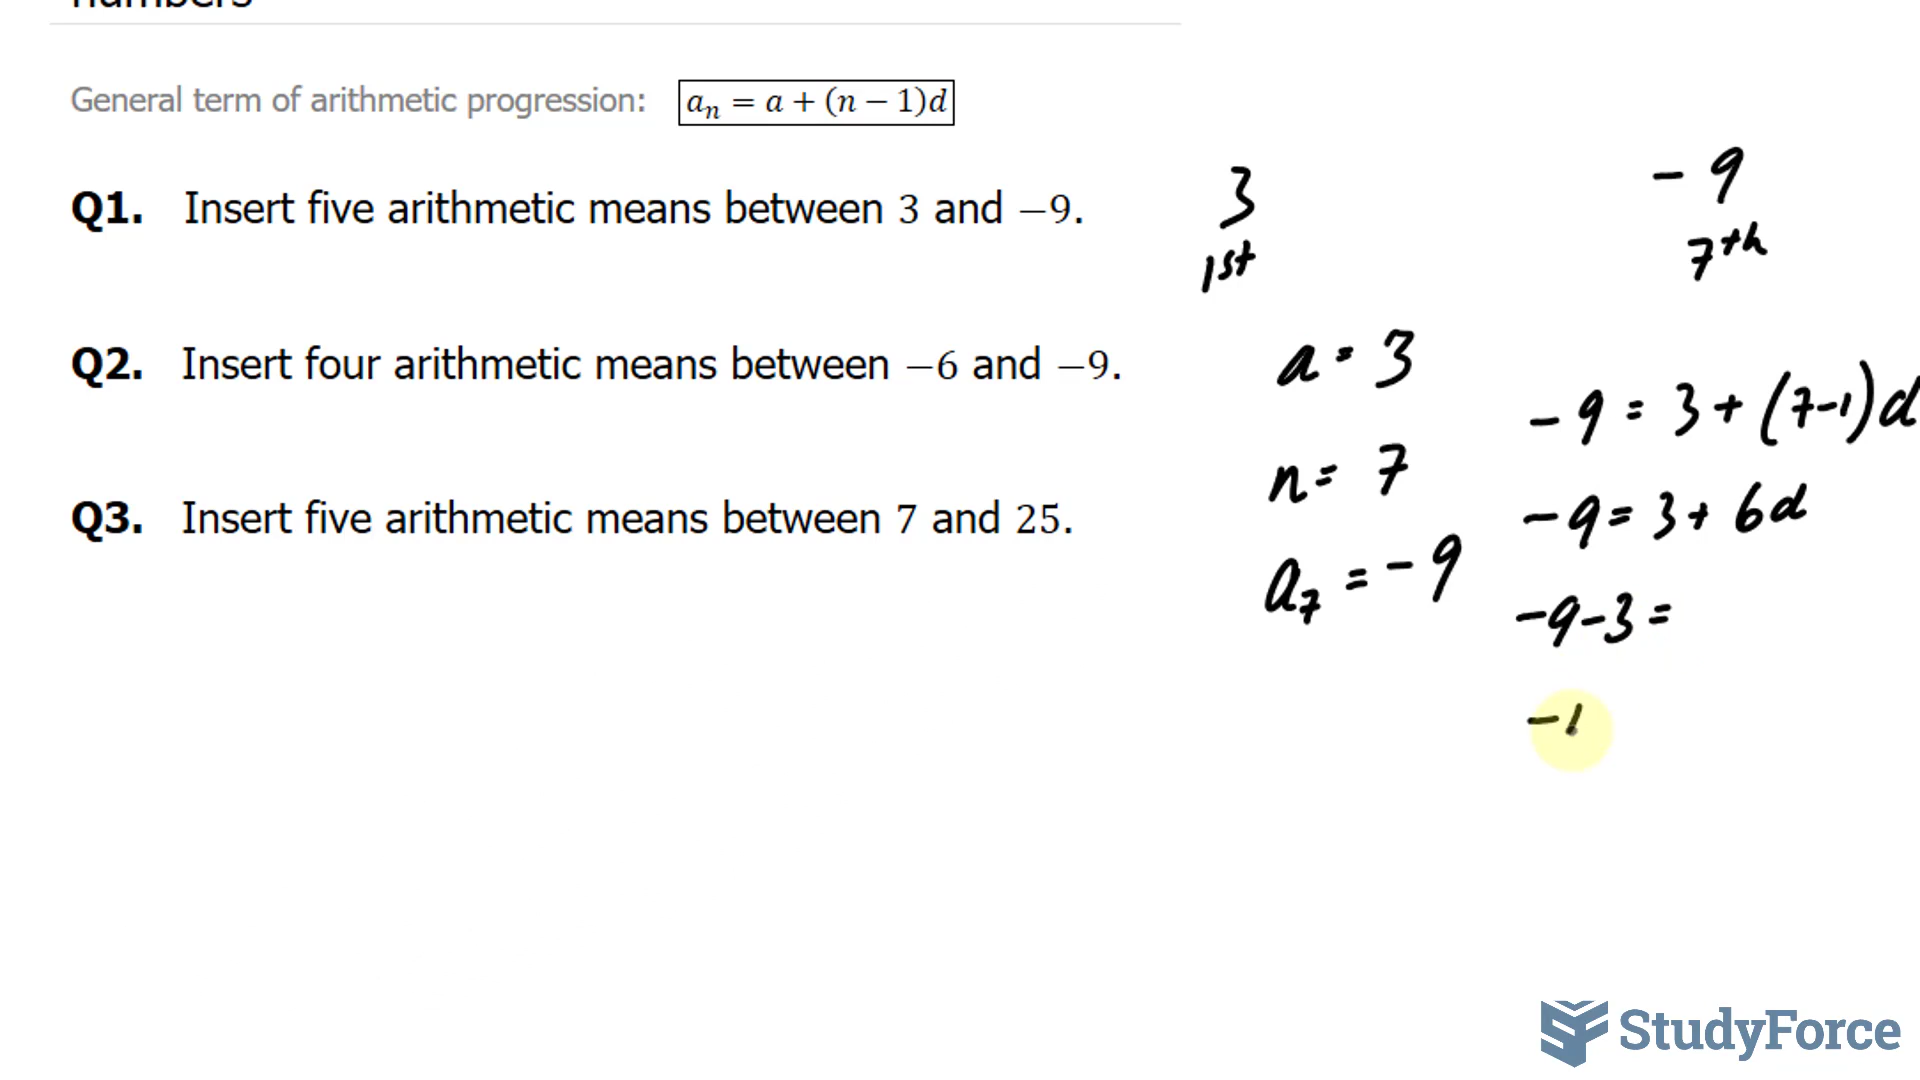 numbers
General term of arithmetic progression: aₙ = a + (n − 1)d
Q1. Insert five arithmetic means between 3 and −9.
Q2. Insert four arithmetic means between −6 and −9.
Q3. Insert five arithmetic means between 7 and 25.
3
1st
-9
7th
a = 3
n = 7
a₇ = -9
-9 = 3 + (7-1)d
-9 = 3 + 6d
-9-3 =
-1
StudyForce